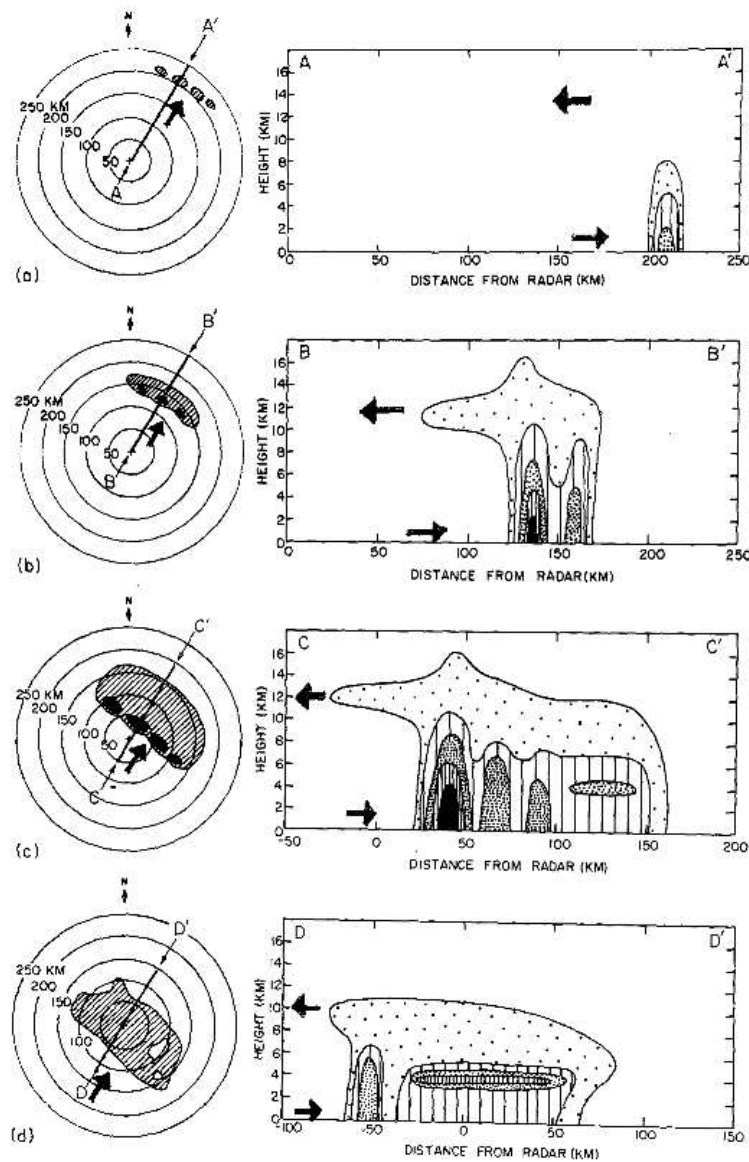 N
A'
250 KM
200
150
100
50
A
(a)
A A'
HEIGHT (KM)
16
14
12
10
8
6
4
2
0
0 50 100 150 200 250
DISTANCE FROM RADAR (KM)
N
B'
250 KM
200
150
100
50
B
(b)
B B'
HEIGHT (KM)
16
14
12
10
8
6
4
2
0
0 50 100 150 200 250
DISTANCE FROM RADAR (KM)
N
C'
250 KM
200
150
100
50
C
(c)
C C'
HEIGHT (KM)
16
14
12
10
8
6
4
2
0
-50 0 50 100 150 200
DISTANCE FROM RADAR (KM)
N
D'
250 KM
200
150
100
D
(d)
D D'
HEIGHT (KM)
16
14
12
10
8
6
4
2
0
-100 -50 0 50 100 150
DISTANCE FROM RADAR (KM)